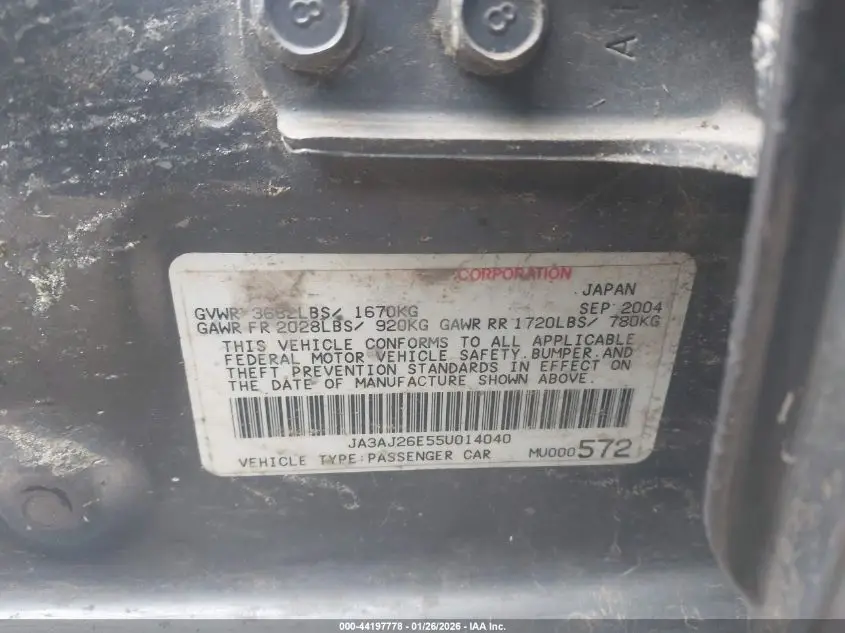 8
8
CORPORATION
JAPAN
GVWR 3682LBS/ 1670KG SEP 2004
GAWR FR 2028LBS/ 920KG GAWR RR 1720LBS/ 780KG
THIS VEHICLE CONFORMS TO ALL APPLICABLE
FEDERAL MOTOR VEHICLE SAFETY.BUMPER.AND
THEFT PREVENTION STANDARDS IN EFFECT ON
THE DATE OF MANUFACTURE SHOWN ABOVE.
JA3AJ26E55U014040
VEHICLE TYPE:PASSENGER CAR MU000572
000-44197778 - 01/26/2026 - IAA Inc.